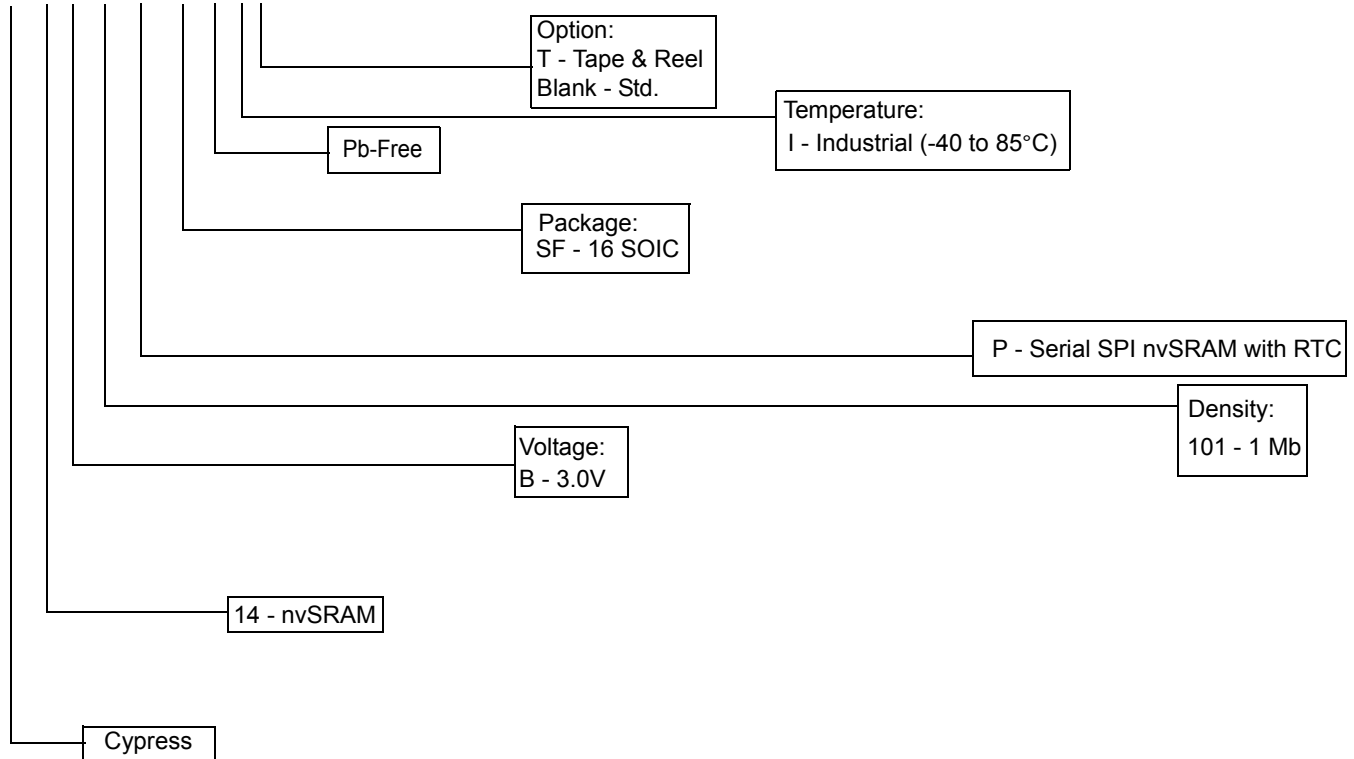 Option:
T - Tape & Reel
Blank - Std.
Temperature:
I - Industrial (-40 to 85°C)
Pb-Free
Package:
SF - 16 SOIC
P - Serial SPI nvSRAM with RTC
Density:
101 - 1 Mb
Voltage:
B - 3.0V
14 - nvSRAM
Cypress